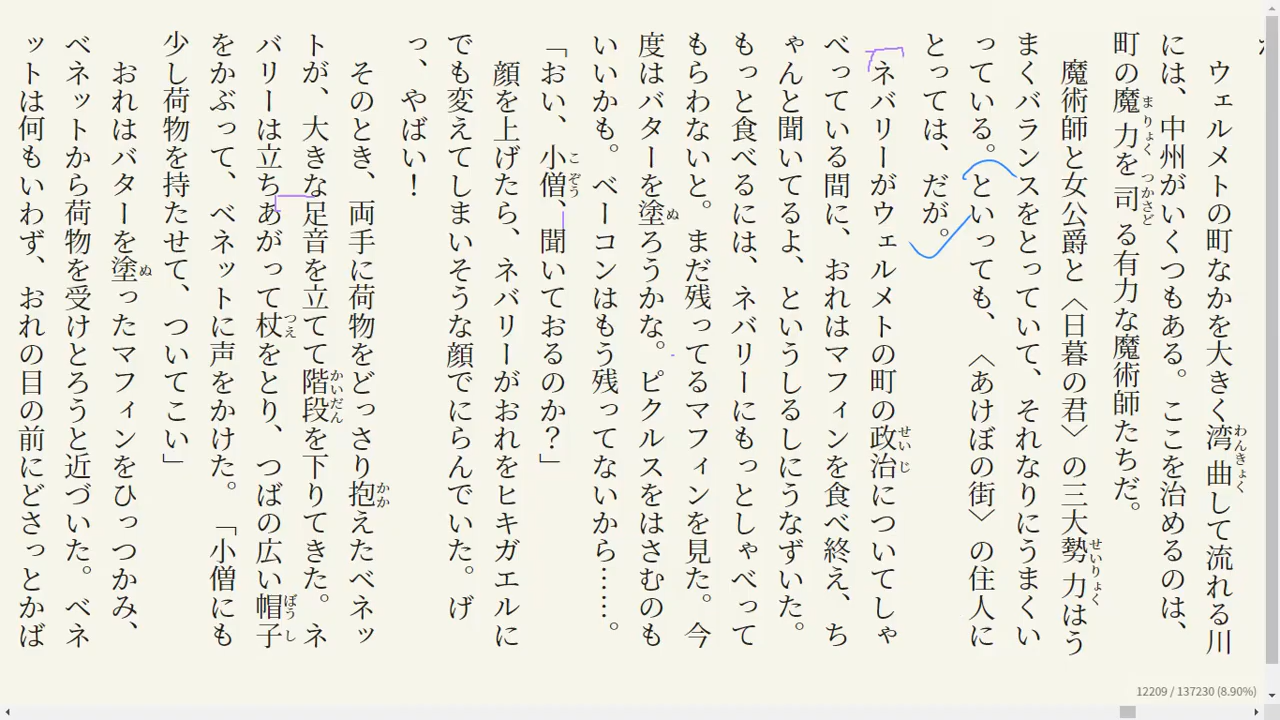 ウェルメトの町なかを大きく湾曲して流れる川
には、中州がいくつもある。ここを治めるのは、
町の魔力を司る有力な魔術師たちだ。
魔術師と女公爵と〈日暮の君〉の三大勢力はう
まくバランスをとっていて、それなりにうまくい
っている。といっても、〈あけぼの街〉の住人に
とっては、だが。
ネバリーがウェルメトの町の政治についてしゃ
べっている間に、おれはマフィンを食べ終え、ち
ゃんと聞いてるよ、というしるしにうなずいた。
もっと食べるには、ネバリーにもっとしゃべって
もらわないと。まだ残ってるマフィンを見た。今
度はバターを塗ろうかな。ピクルスをはさむのも
いいかも。ベーコンはもう残ってないから……。
「おい、小僧、聞いておるのか?」
顔を上げたら、ネバリーがおれをヒキガエルに
でも変えてしまいそうな顔でにらんでいた。げ
っ、やばい!
そのとき、両手に荷物をどっさり抱えたベネッ
トが、大きな足音を立てて階段を下りてきた。ネ
バリーは立ちあがって杖をとり、つばの広い帽子
をかぶって、ベネットに声をかけた。「小僧にも
少し荷物を持たせて、ついてこい」
おれはバターを塗ったマフィンをひっつかみ、
ベネットから荷物を受けとろうと近づいた。ベネ
ットは何もいわず、おれの目の前にどさっとかば
12209 / 137230 (8.90%)